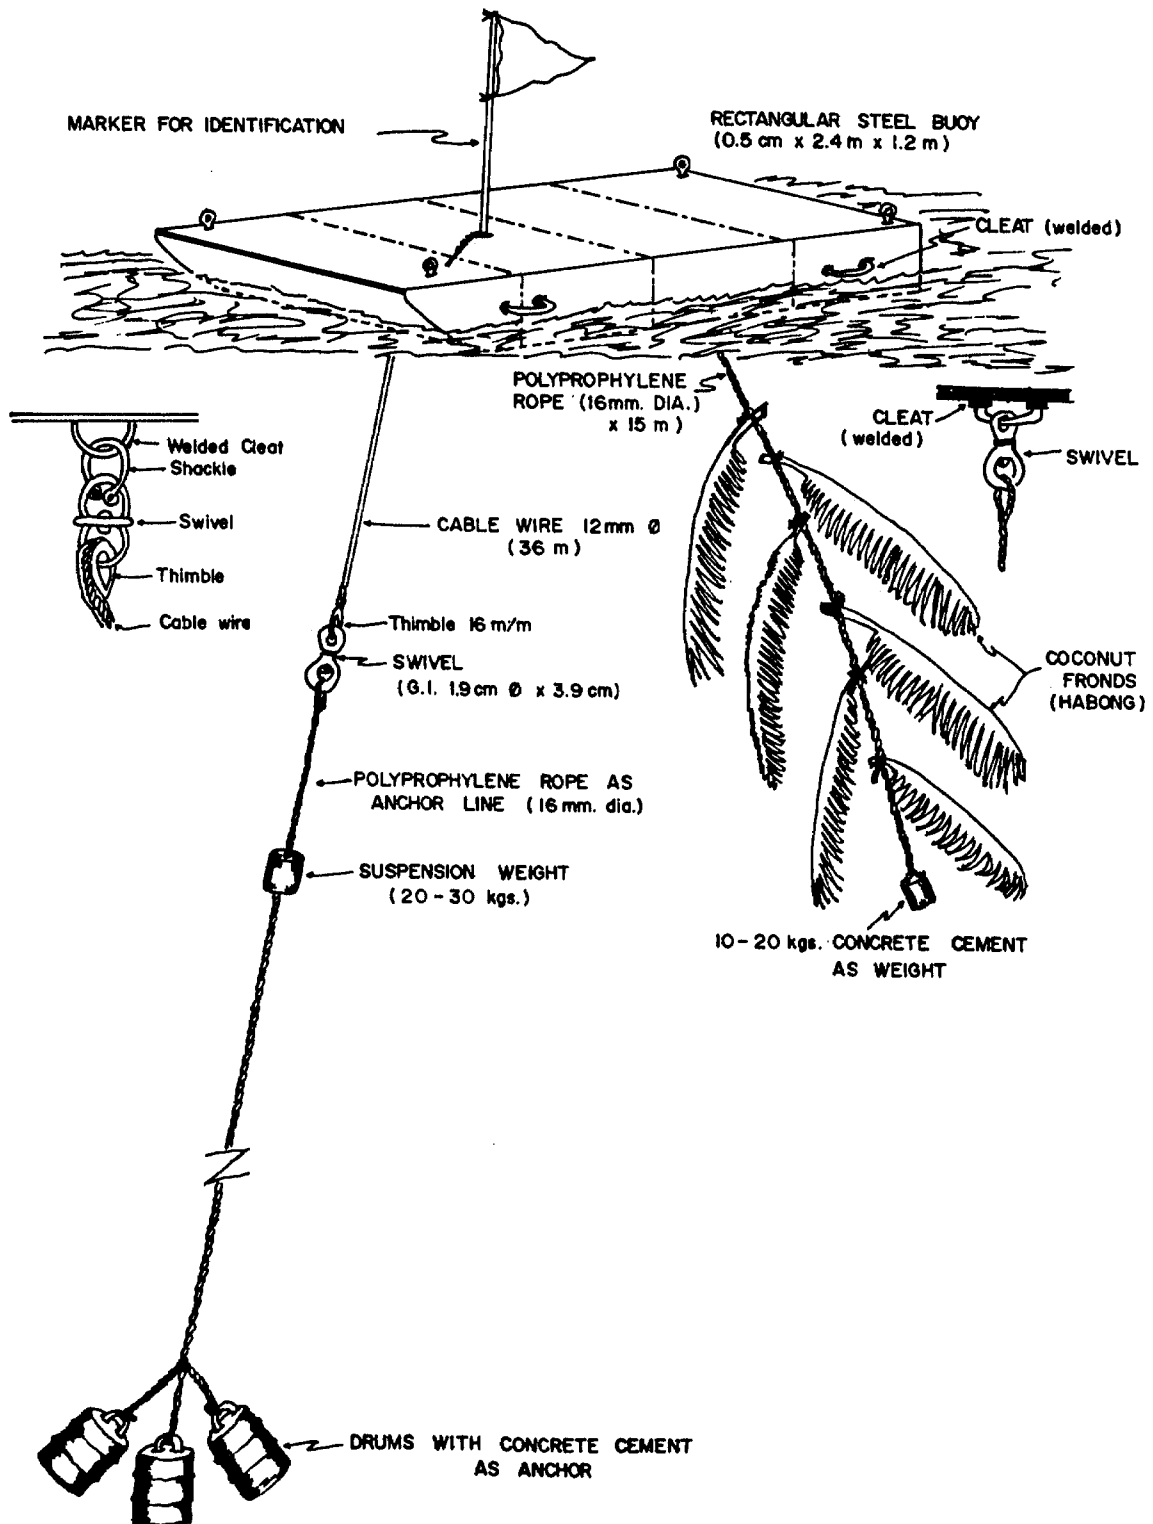 MARKER FOR IDENTIFICATION
RECTANGULAR STEEL BUOY
(0.5 cm x 2.4 m x 1.2 m)
CLEAT (welded)
POLYPROPHYLENE
ROPE (16mm. DIA.)
x 15 m)
CLEAT
(welded)
SWIVEL
Welded Cleat
Shackle
Swivel
Thimble
Cable wire
CABLE WIRE 12mm Ø
(36 m)
Thimble 16 m/m
SWIVEL
(G.I. 1.9cm Ø x 3.9 cm)
COCONUT
FRONDS
(HABONG)
POLYPROPHYLENE ROPE AS
ANCHOR LINE (16mm. dia.)
SUSPENSION WEIGHT
(20-30 kgs.)
10-20 kgs. CONCRETE CEMENT
AS WEIGHT
DRUMS WITH CONCRETE CEMENT
AS ANCHOR